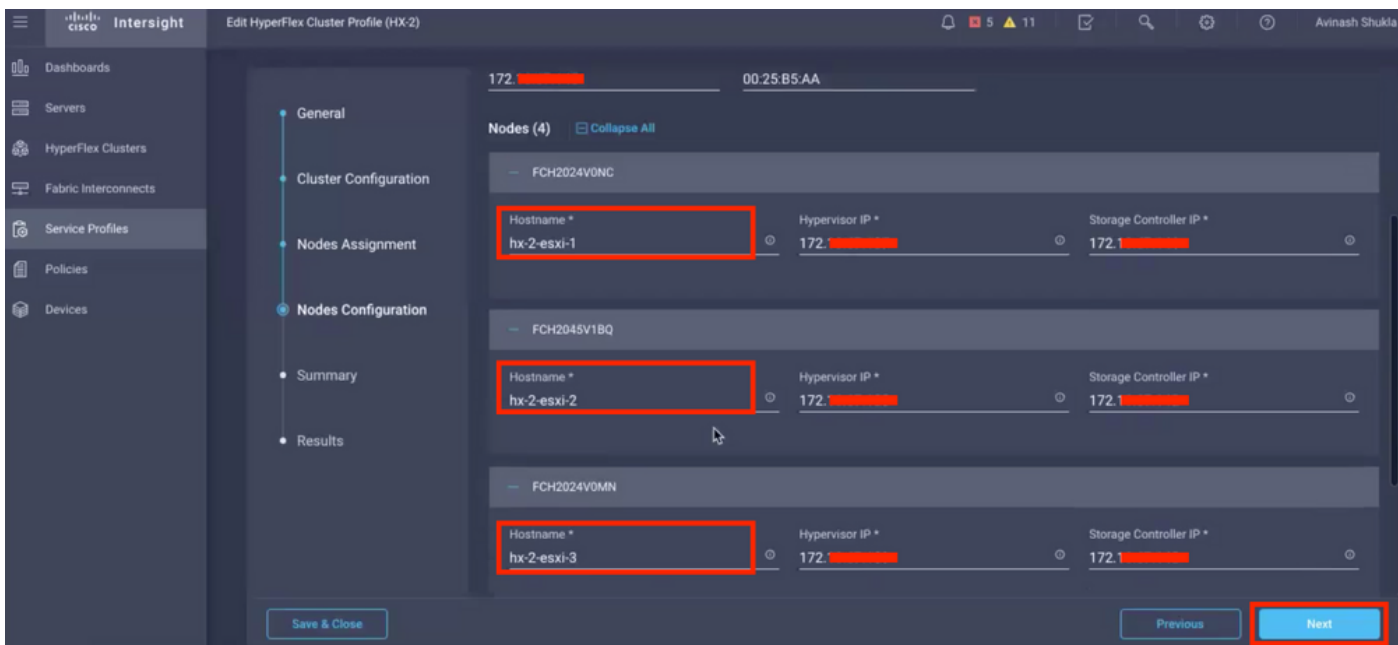 cisco Intersight Edit HyperFlex Cluster Profile (HX-2) 5 11 Avinash Shukla
Dashboards
Servers
HyperFlex Clusters
Fabric Interconnects
Service Profiles
Policies
Devices
General
Cluster Configuration
Nodes Assignment
Nodes Configuration
Summary
Results
172. 00:25:B5:AA
Nodes (4) Collapse All
FCH2024V0NC
Hostname * Hypervisor IP * Storage Controller IP *
hx-2-esxi-1 172.1 172.1
FCH2045V1BQ
Hostname * Hypervisor IP * Storage Controller IP *
hx-2-esxi-2 172. 172.1
FCH2024V0MN
Hostname * Hypervisor IP * Storage Controller IP *
hx-2-esxi-3 172. 172.1
Save & Close Previous Next